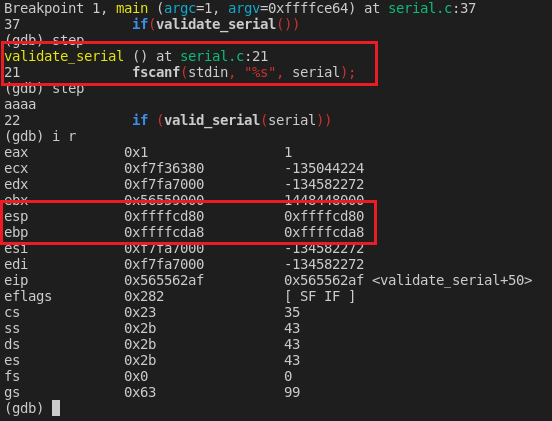 Breakpoint 1, main (argc=1, argv=0xffffce64) at serial.c:37
37 if(validate_serial())
(gdb) step
validate_serial () at serial.c:21
21 fscanf(stdin, "%s", serial);
(gdb) step
aaaa
22 if (valid_serial(serial))
(gdb) i r
eax 0x1 1
ecx 0xf7f36380 -135044224
edx 0xf7fa7000 -134582272
ebx 0x56559000 1448448000
esp 0xffffcd80 0xffffcd80
ebp 0xffffcda8 0xffffcda8
esi 0xf7fa7000 -134582272
edi 0xf7fa7000 -134582272
eip 0x565562af 0x565562af <validate_serial+50>
eflags 0x282 [ SF IF ]
cs 0x23 35
ss 0x2b 43
ds 0x2b 43
es 0x2b 43
fs 0x0 0
gs 0x63 99
(gdb)